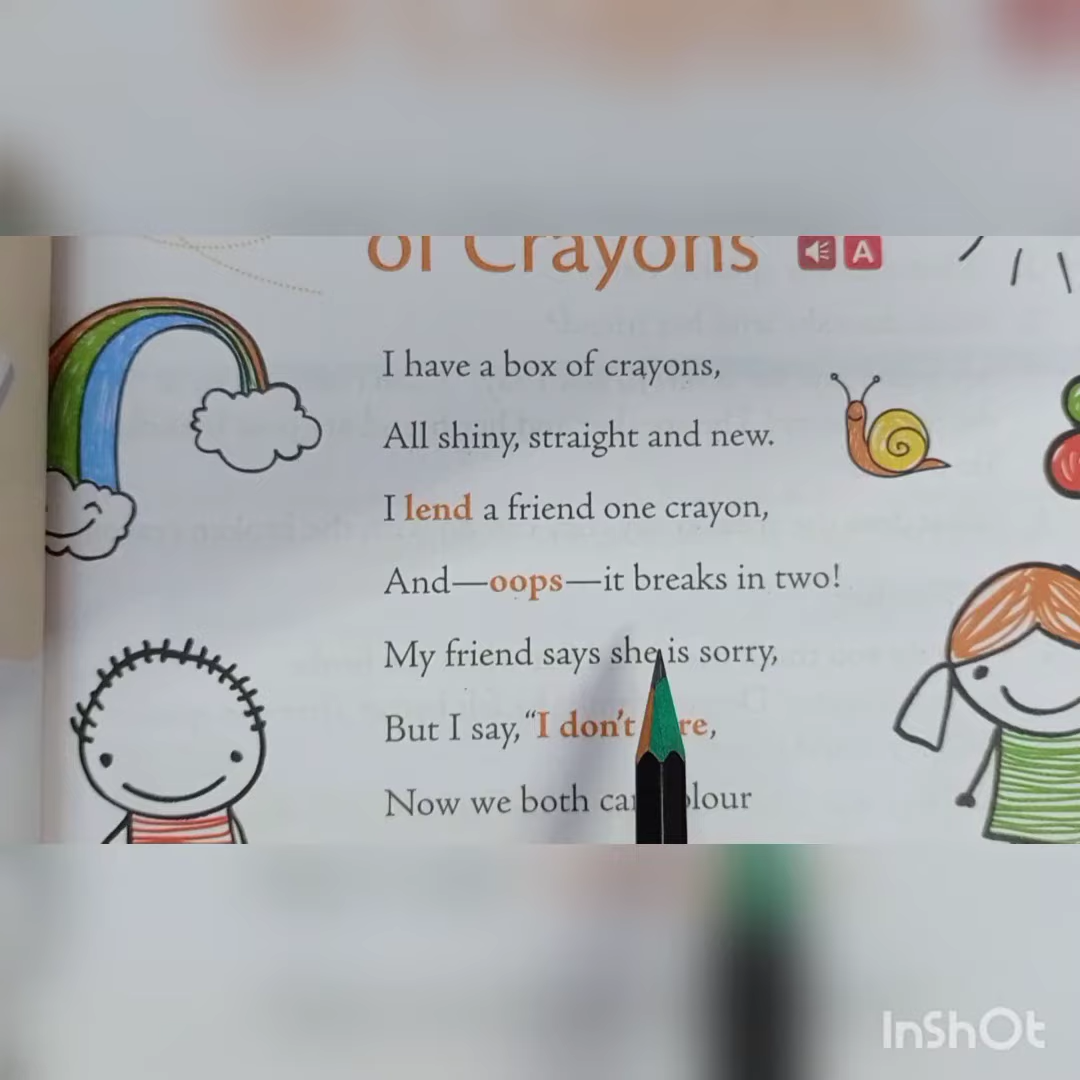 of Crayons
A
I have a box of crayons,
All shiny, straight and new.
I lend a friend one crayon,
And—oops—it breaks in two!
My friend says she is sorry,
But I say, “I don't
Now we both
InShOt